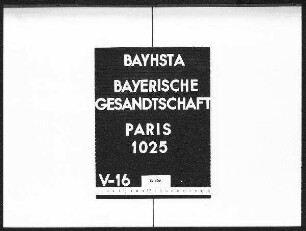 BAYHSTA
BAYERISCHE
GESANDTSCHAFT
PARIS
1025
V-16